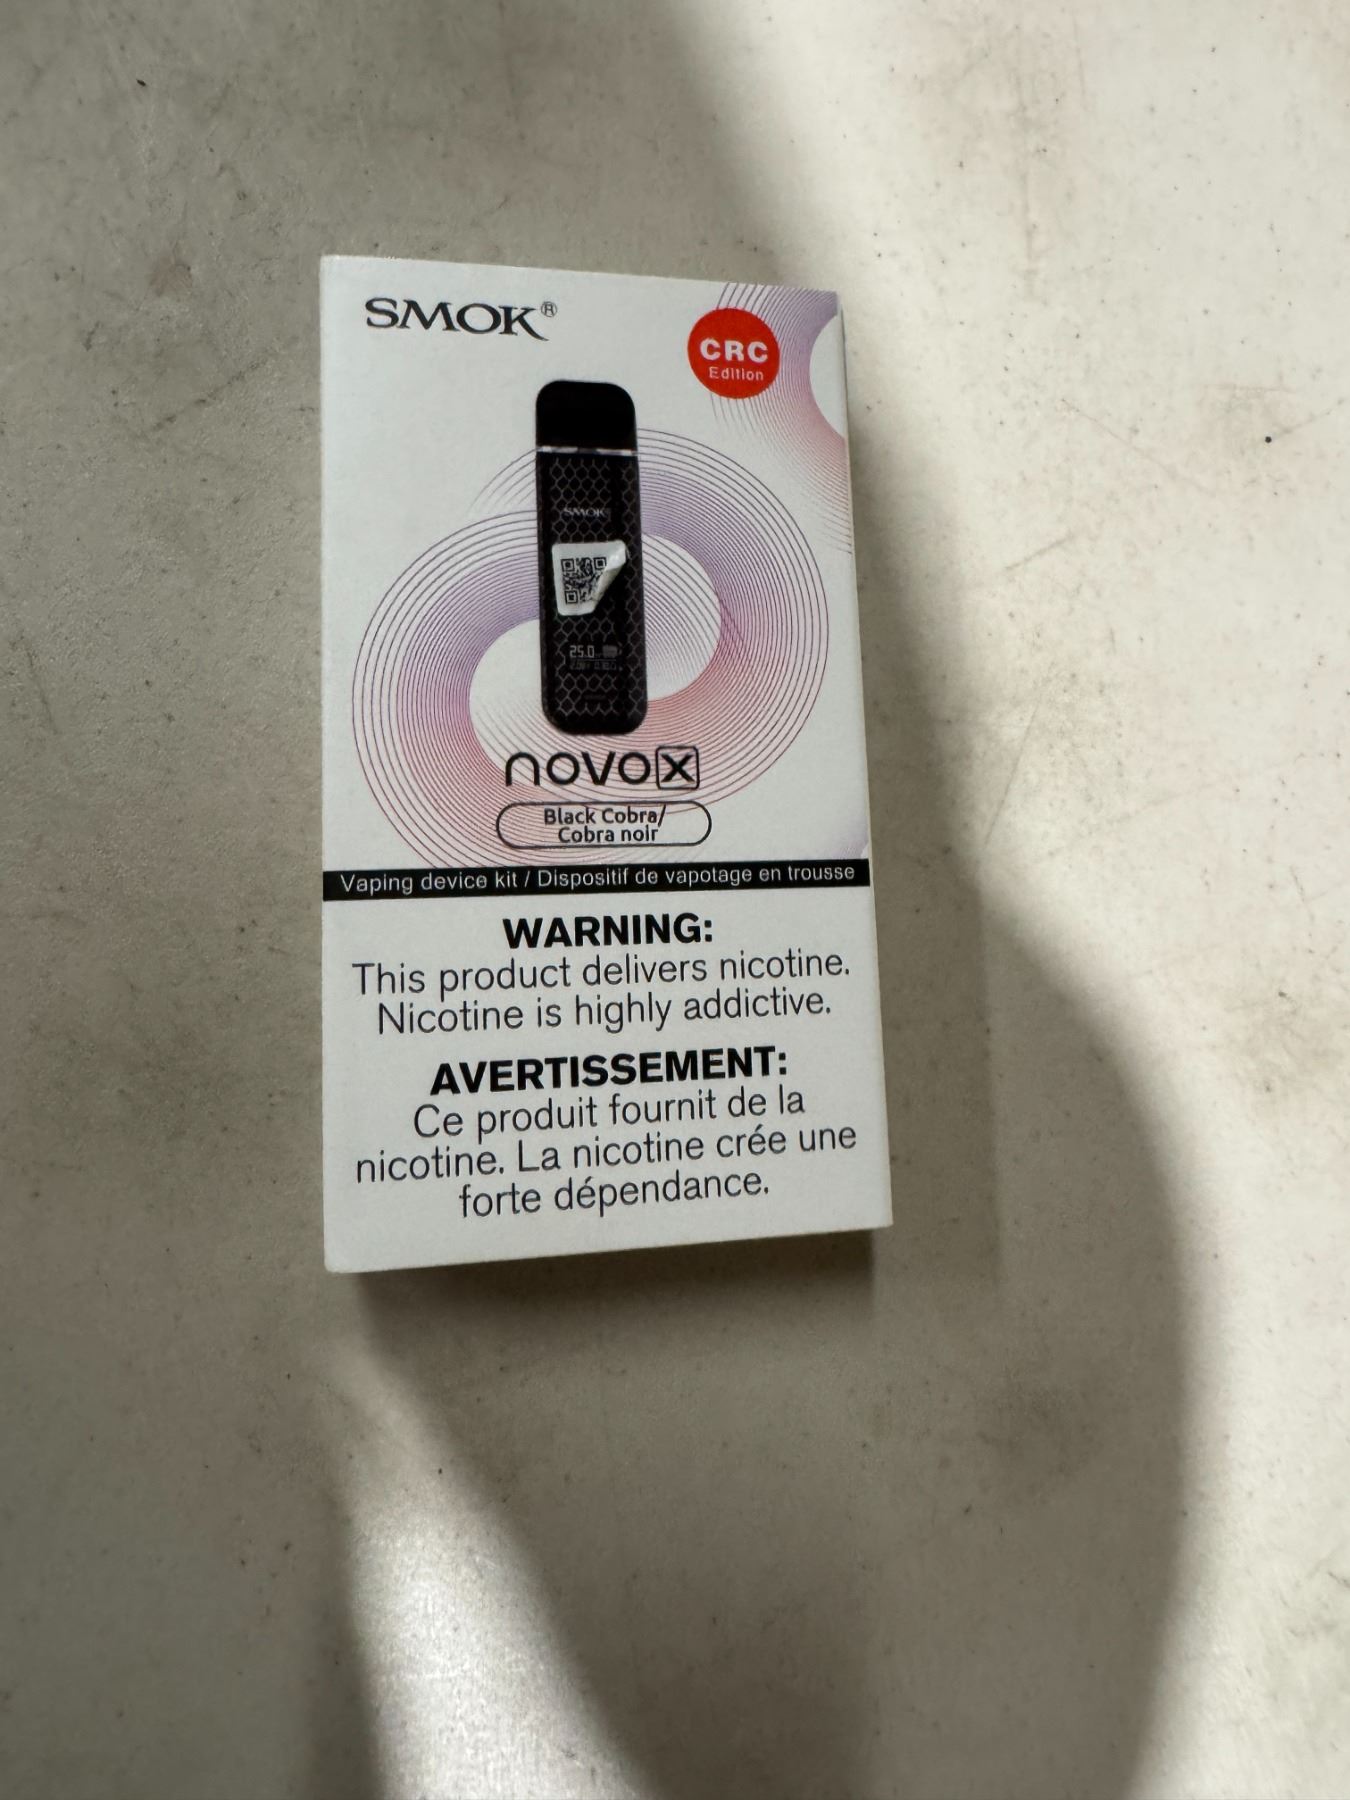 SMOK®
CRC
Edition
SMOK
25.0
novo x
Black Cobra/
Cobra noir
Vaping device kit / Dispositif de vapotage en trousse
WARNING:
This product delivers nicotine.
Nicotine is highly addictive.
AVERTISSEMENT:
Ce produit fournit de la
nicotine. La nicotine crée une
forte dépendance.